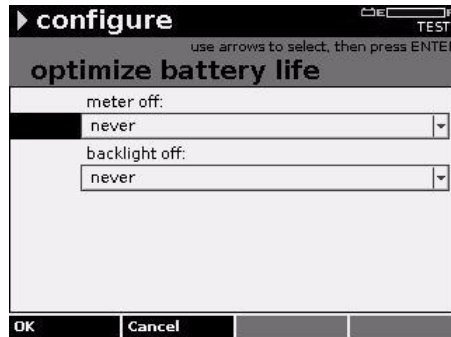 configure
E
TEST
use arrows to select, then press ENTE
optimize battery life
meter off:
never
backlight off:
never
OK
Cancel